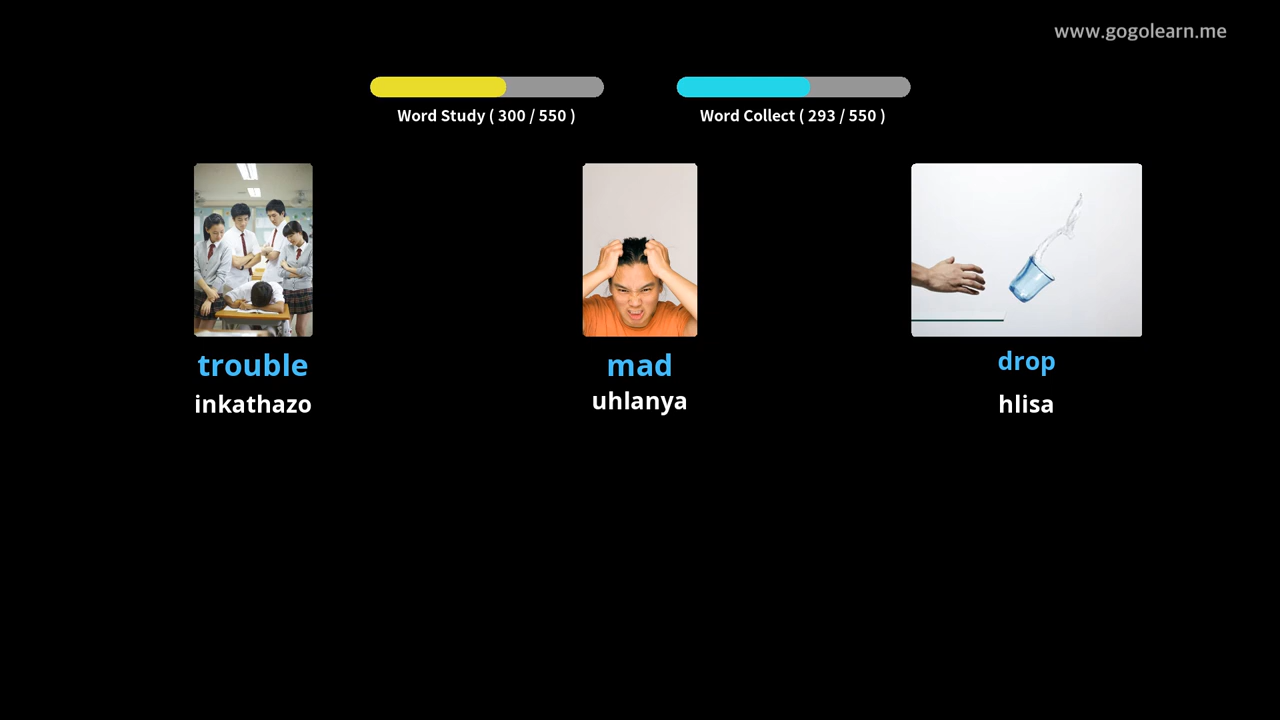 www.gogolearn.me
Word Study ( 300 / 550 )
Word Collect ( 293 / 550 )
trouble
inkathazo
mad
uhlanya
drop
hlisa